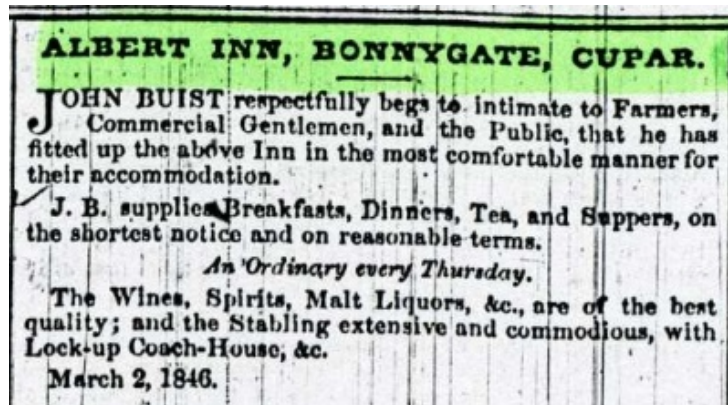 ALBERT INN, BONNYGATE, CUPAR.
JOHN BUIST respectfully begs to intimate to Farmers,
Commercial Gentlemen, and the Public, that he has
fitted up the above Inn in the most comfortable manner for
their accommodation.
J. B. supplies Breakfasts, Dinners, Tea, and Suppers, on
the shortest notice and on reasonable terms.
An Ordinary every Thursday.
The Wines, Spirits, Malt Liquors, &c., are of the best
quality; and the Stabling extensive and commodious, with
Lock-up Coach-House, &c.
March 2, 1846.